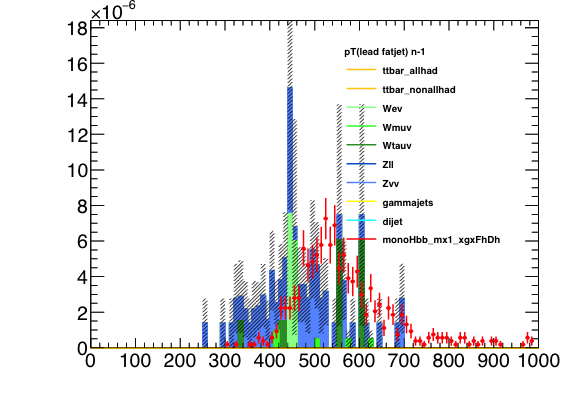 ×10⁻⁶
18
16
14
12
10
8
6
4
2
0
pT(lead fatjet) n-1
ttbar_allhad
ttbar_nonallhad
Wev
Wmuv
Wtauv
Zll
Zvv
gammajets
dijet
monoHbb_mx1_xgxFhDh
0 100 200 300 400 500 600 700 800 900 1000